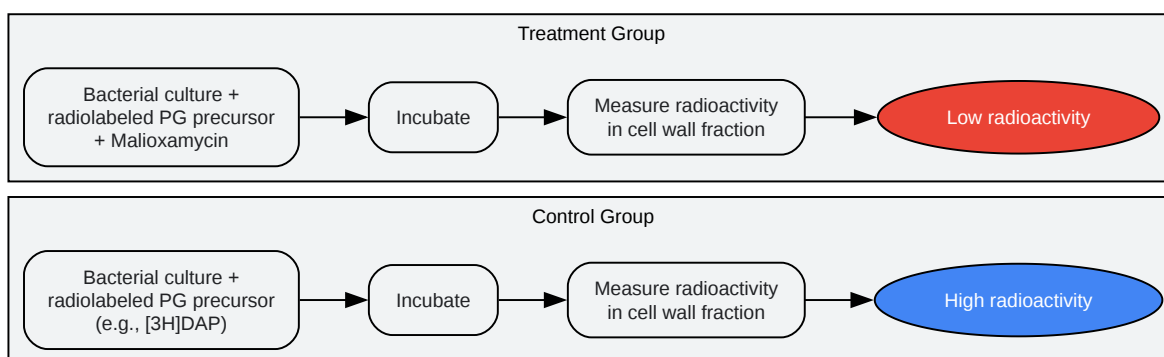 Treatment Group
Bacterial culture +
radiolabeled PG precursor
+ Malioxamycin
Incubate
Measure radioactivity
in cell wall fraction
Low radioactivity
Control Group
Bacterial culture +
radiolabeled PG precursor
(e.g., [3H]DAP)
Incubate
Measure radioactivity
in cell wall fraction
High radioactivity